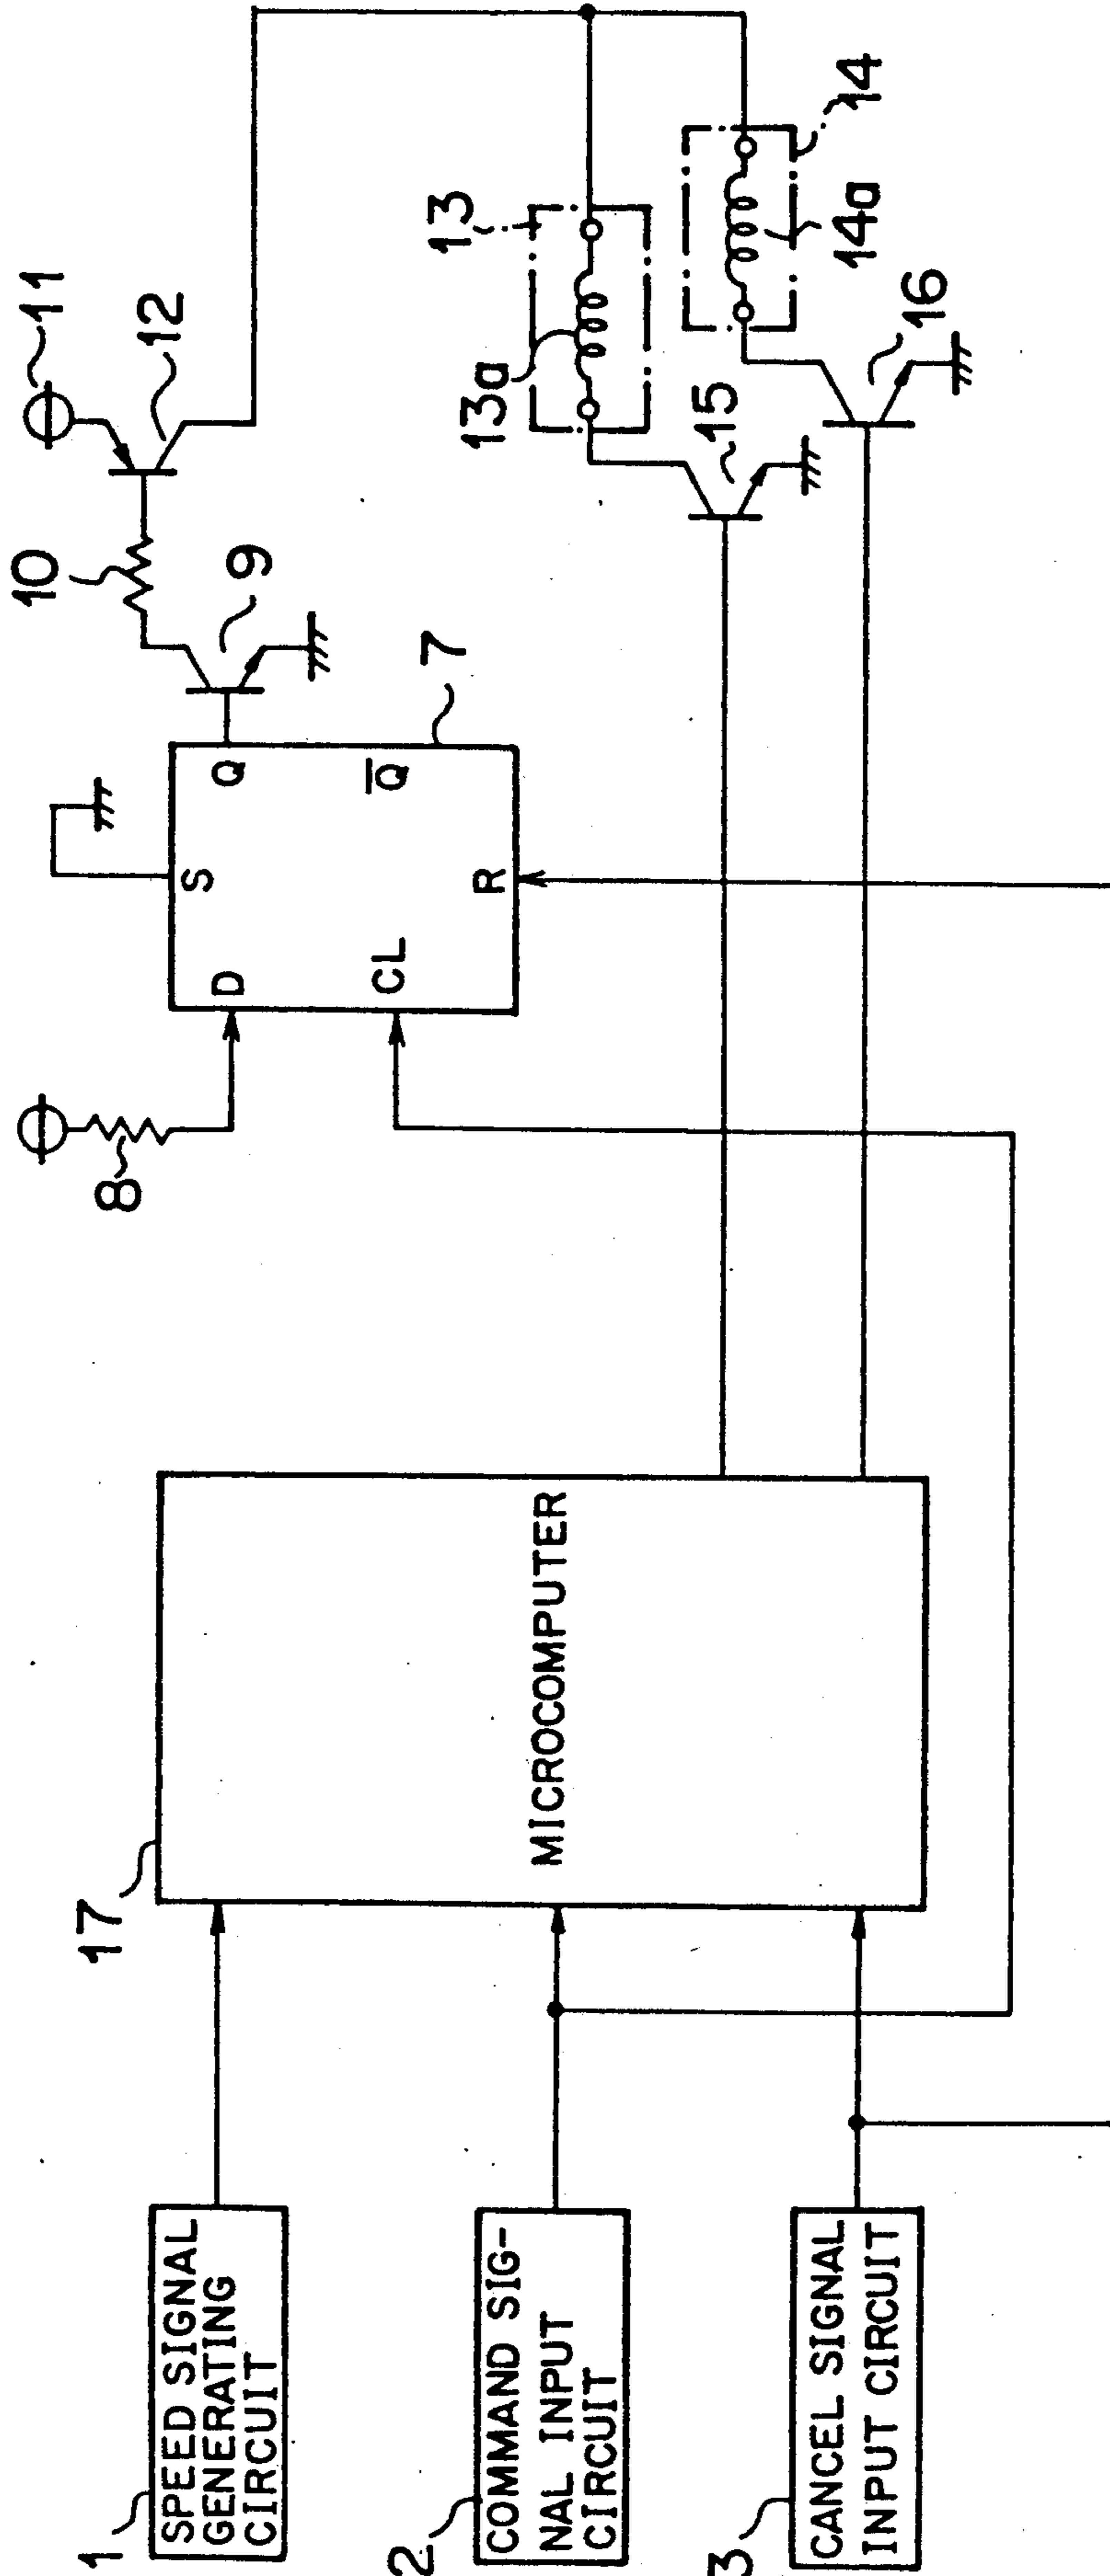 1
SPEED SIGNAL
GENERATING
CIRCUIT
2
COMMAND SIG-
NAL INPUT
CIRCUIT
3
CANCEL SIGNAL
INPUT CIRCUIT
17
MICROCOMPUTER
8
D
CL
S
R
Q
Q̅
7
9
10
11
12
13
13a
14
14a
15
16